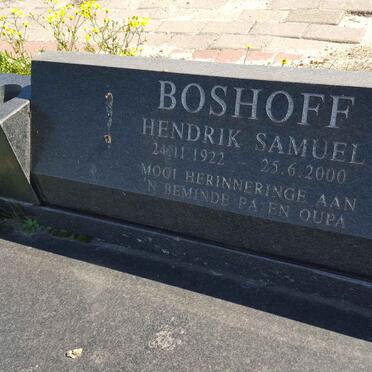 BOSHOFF
HENDRIK SAMUEL
24.11.1922 - 25.6.2000
MOOI HERINNERINGE AAN
'N BEMINDE PA EN OUPA